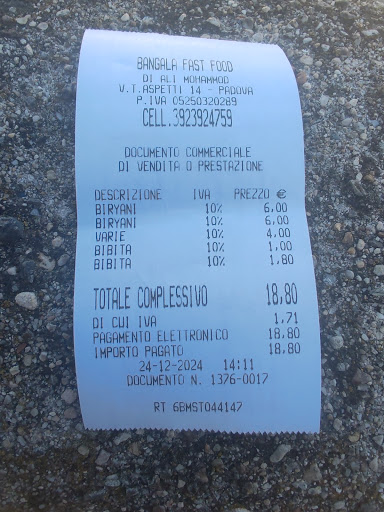 BANGALA FAST FOOD
DI ALI MOHAMMOD
V.T.ASPETTI 14 - PADOVA
P.IVA 05250320289
CELL.3923924759
DOCUMENTO COMMERCIALE
DI VENDITA O PRESTAZIONE
DESCRIZIONE IVA PREZZO €
BIRYANI 10% 6,00
BIRYANI 10% 6,00
VARIE 10% 4,00
BIBITA 10% 1,00
BIBITA 10% 1,80
TOTALE COMPLESSIVO 18,80
DI CUI IVA 1,71
PAGAMENTO ELETTRONICO 18,80
IMPORTO PAGATO 18,80
24-12-2024 14:11
DOCUMENTO N. 1376-0017
RT 6BMST044147